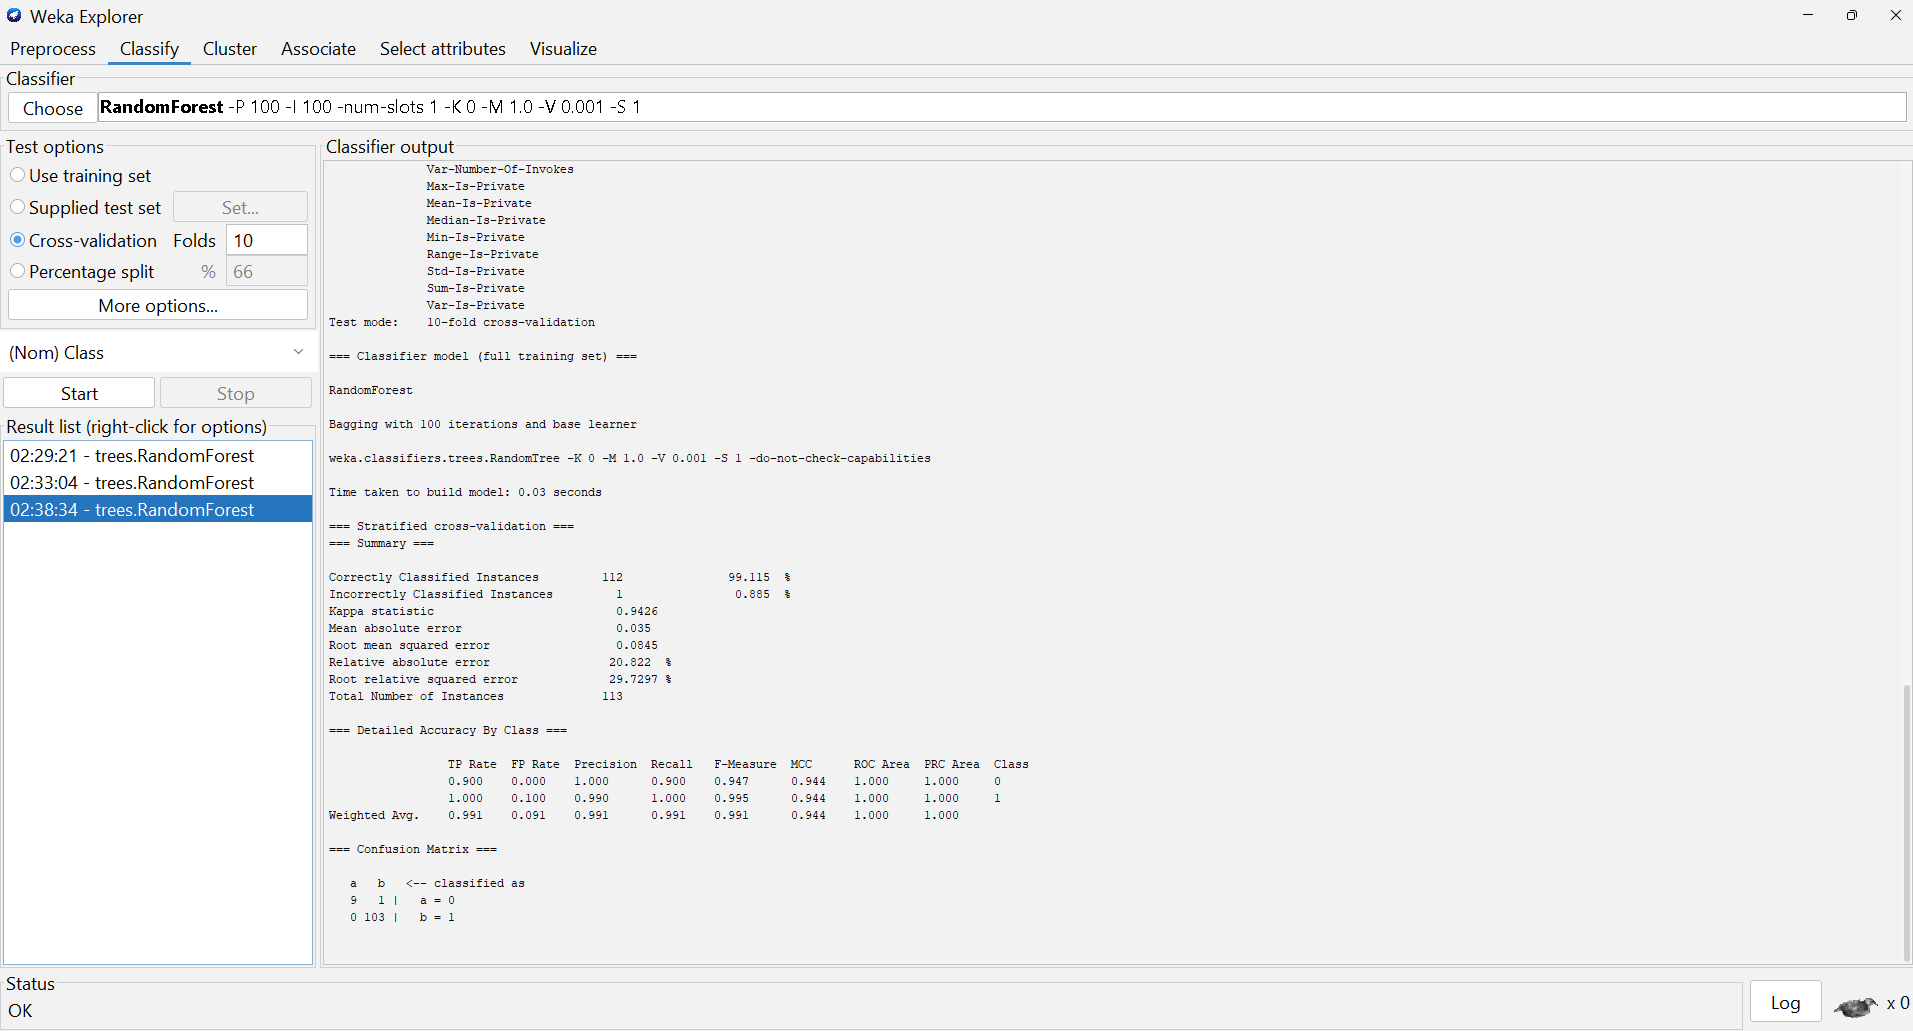 Weka Explorer
Preprocess Classify Cluster Associate Select attributes Visualize
Classifier
Choose RandomForest -P 100 -I 100 -num-slots 1 -K 0 -M 1.0 -V 0.001 -S 1
Test options
Use training set
Supplied test set Set...
Cross-validation Folds 10
Percentage split % 66
More options...
(Nom) Class
Start Stop
Result list (right-click for options)
02:29:21 - trees.RandomForest
02:33:04 - trees.RandomForest
02:38:34 - trees.RandomForest
Classifier output
Var-Number-Of-Invokes
Max-Is-Private
Mean-Is-Private
Median-Is-Private
Min-Is-Private
Range-Is-Private
Std-Is-Private
Sum-Is-Private
Var-Is-Private
Test mode: 10-fold cross-validation
=== Classifier model (full training set) ===
RandomForest
Bagging with 100 iterations and base learner
weka.classifiers.trees.RandomTree -K 0 -M 1.0 -V 0.001 -S 1 -do-not-check-capabilities
Time taken to build model: 0.03 seconds
=== Stratified cross-validation ===
=== Summary ===
Correctly Classified Instances 112 99.115 %
Incorrectly Classified Instances 1 0.885 %
Kappa statistic 0.9426
Mean absolute error 0.035
Root mean squared error 0.0845
Relative absolute error 20.822 %
Root relative squared error 29.7297 %
Total Number of Instances 113
=== Detailed Accuracy By Class ===
TP Rate FP Rate Precision Recall F-Measure MCC ROC Area PRC Area Class
0.900 0.000 1.000 0.900 0.947 0.944 1.000 1.000 0
1.000 0.100 0.990 1.000 0.995 0.944 1.000 1.000 1
Weighted Avg. 0.991 0.091 0.991 0.991 0.991 0.944 1.000 1.000
=== Confusion Matrix ===
a b <-- classified as
9 1 | a = 0
0 103 | b = 1
Status
OK
Log x 0